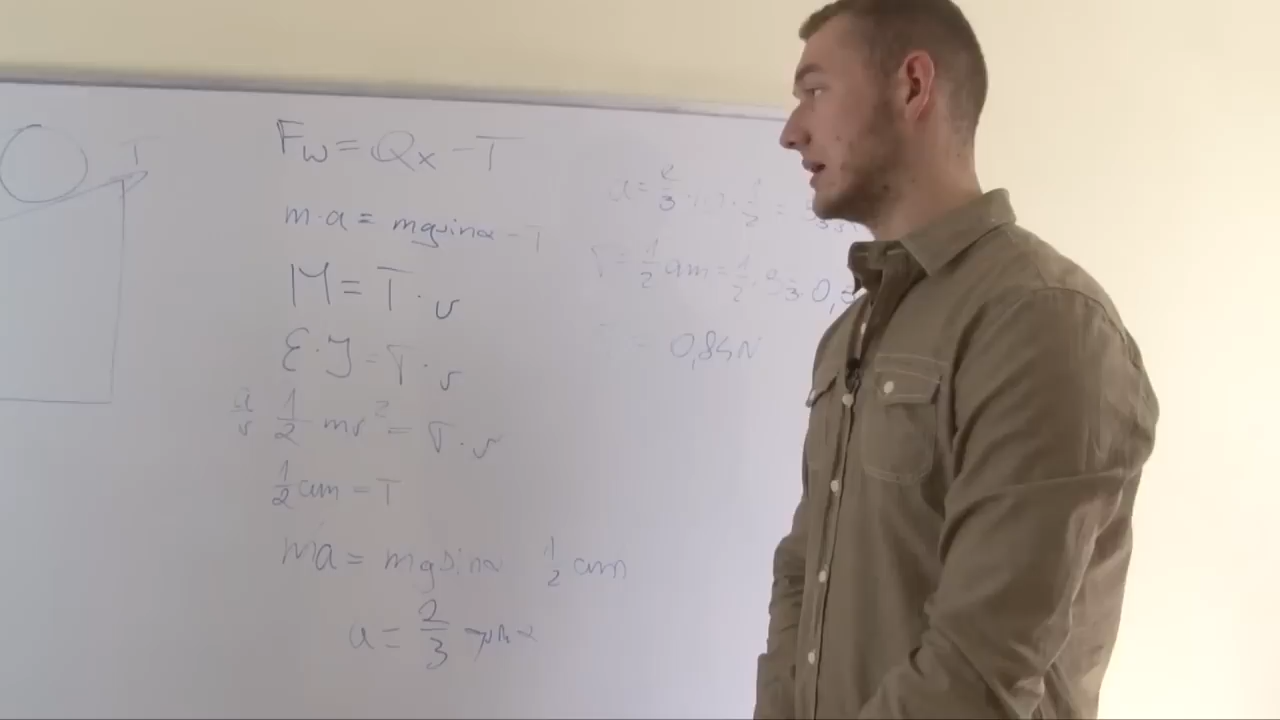 T
F_w = Q_x - T
m·a = mg sinα - T
M = T·r
ε·J = T·r
a/r 1/2 mr² = T·r
1/2 am = T
ma = mg sinα 1/2 am
a = 2/3 g sinα
T = 1/2 am = 1/2
0,84N